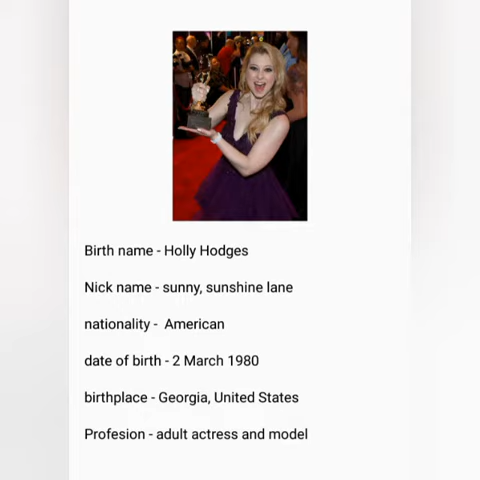 Birth name - Holly Hodges
Nick name - sunny, sunshine lane
nationality -  American
date of birth - 2 March 1980
birthplace - Georgia, United States
Profesion - adult actress and model